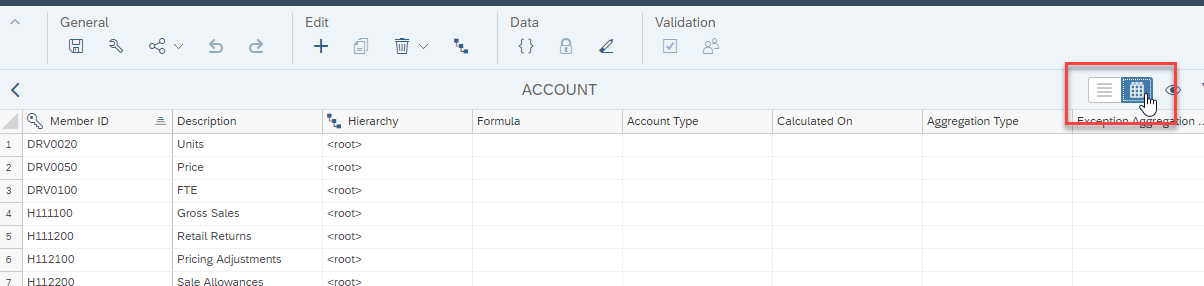 General Edit Data Validation
{ }
ACCOUNT
Member ID Description Hierarchy Formula Account Type Calculated On Aggregation Type Exception Aggregation ...
1 DRV0020 Units <root>
2 DRV0050 Price <root>
3 DRV0100 FTE <root>
4 H111100 Gross Sales <root>
5 H111200 Retail Returns <root>
6 H112100 Pricing Adjustments <root>
7 H112200 Sale Allowances <root>